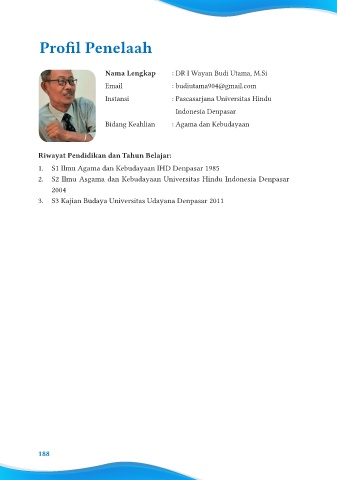 Profil Penelaah
Nama Lengkap : DR I Wayan Budi Utama, M.Si
Email : budiutama904@gmail.com
Instansi : Pascasarjana Universitas Hindu
Indonesia Denpasar
Bidang Keahlian : Agama dan Kebudayaan
Riwayat Pendidikan dan Tahun Belajar:
1. S1 Ilmu Agama dan Kebudayaan IHD Denpasar 1985
2. S2 Ilmu Asgama dan Kebudayaan Universitas Hindu Indonesia Denpasar
2004
3. S3 Kajian Budaya Universitas Udayana Denpasar 2011
188